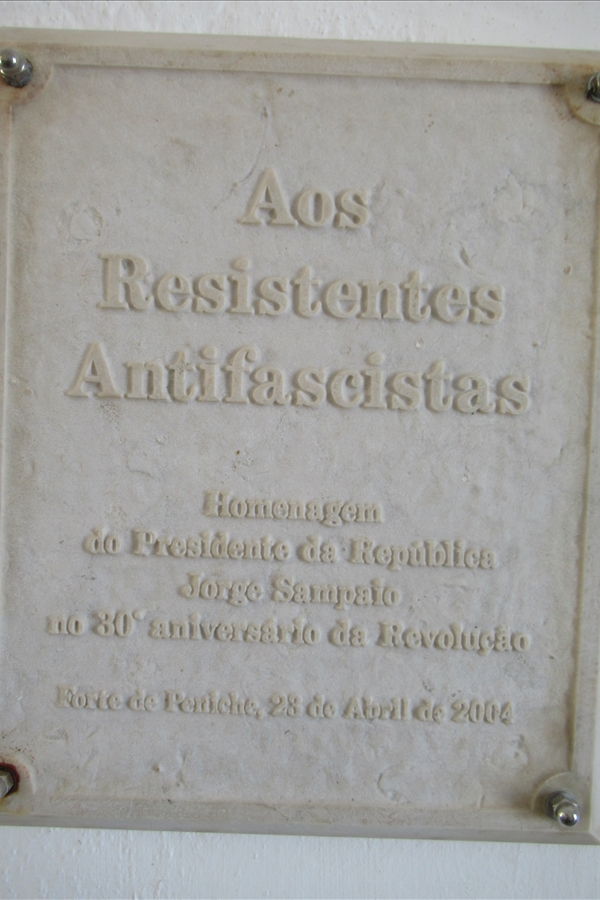 Aos
Resistentes
Antifascistas
Homenagem
do Presidente da República
Jorge Sampaio
no 30° aniversário da Revolução
Forte de Peniche, 23 de Abril de 2004